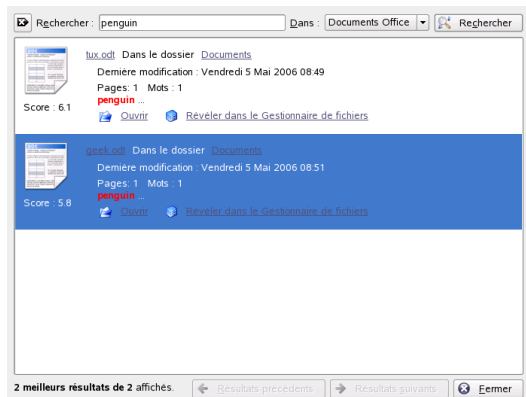 Rechercher : penguin Dans : Documents Office Rechercher
tux.odt Dans le dossier Documents
Dernière modification : Vendredi 5 Mai 2006 08:49
Pages: 1 Mots : 1
penguin ...
Score : 6.1
Ouvrir Révéler dans le Gestionnaire de fichiers
geek.odt Dans le dossier Documents
Dernière modification : Vendredi 5 Mai 2006 08:51
Pages: 1 Mots : 1
penguin ...
Score : 5.8
Ouvrir Révéler dans le Gestionnaire de fichiers
2 meilleurs résultats de 2 affichés. Résultats précédents Résultats suivants Fermer